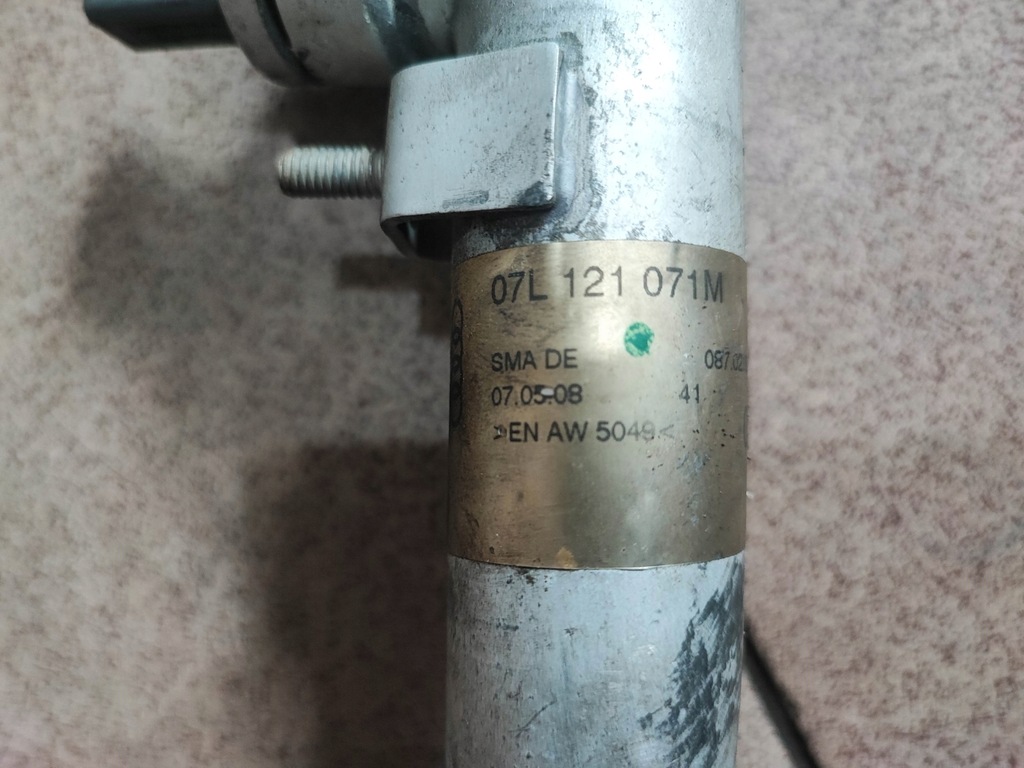 07L 121 071M
SMA DE
07.05.08 41
>EN AW 5049<